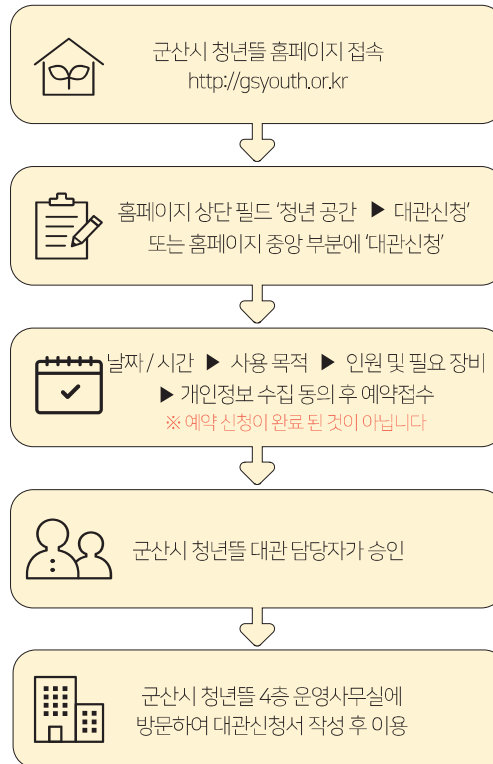 군산시 청년뜰 홈페이지 접속
http://gsyouth.or.kr
홈페이지 상단 필드 ‘청년 공간 ▶ 대관신청’
또는 홈페이지 중앙 부분에 ‘대관신청’
날짜 / 시간 ▶ 사용 목적 ▶ 인원 및 필요 장비
▶ 개인정보 수집 동의 후 예약접수
※ 예약 신청이 완료 된 것이 아닙니다
군산시 청년뜰 대관 담당자가 승인
군산시 청년뜰 4층 운영사무실에
방문하여 대관신청서 작성 후 이용